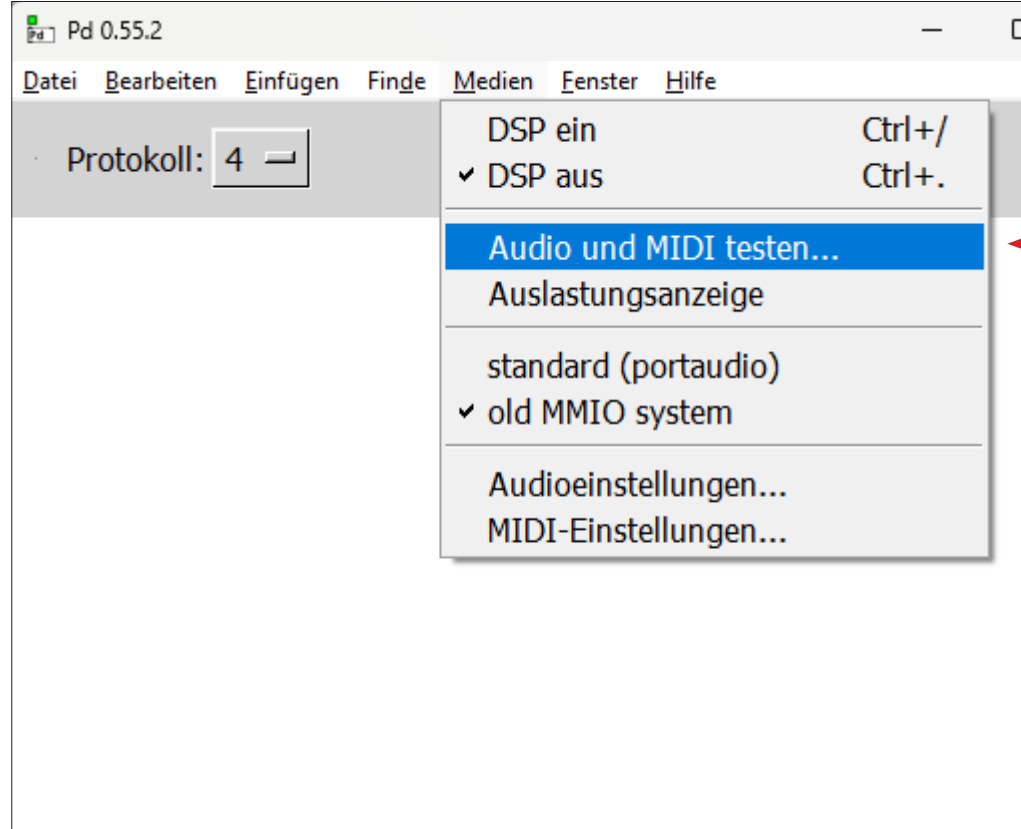 Pd 0.55.2
Datei Bearbeiten Einfügen Finde Medien Fenster Hilfe
Protokoll: 4
DSP ein Ctrl+/
DSP aus Ctrl+.
Audio und MIDI testen...
Auslastungsanzeige
standard (portaudio)
old MMIO system
Audioeinstellungen...
MIDI-Einstellungen...